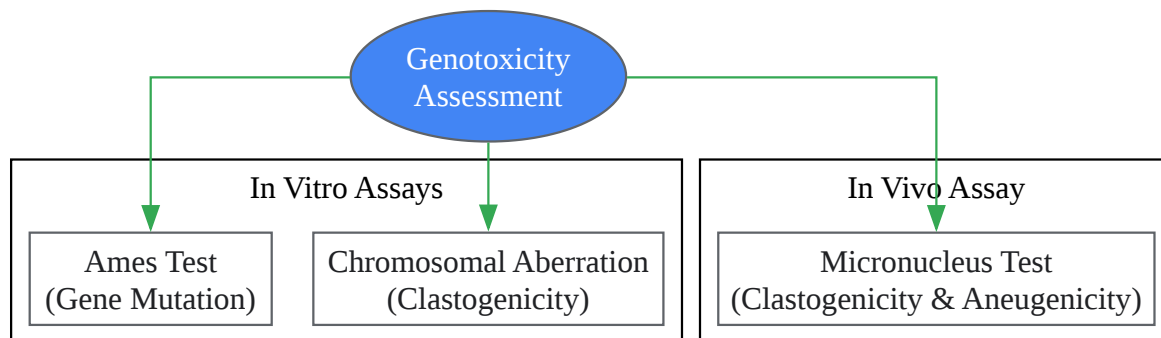 Genotoxicity
Assessment
In Vitro Assays
In Vivo Assay
Ames Test
(Gene Mutation)
Chromosomal Aberration
(Clastogenicity)
Micronucleus Test
(Clastogenicity & Aneugenicity)